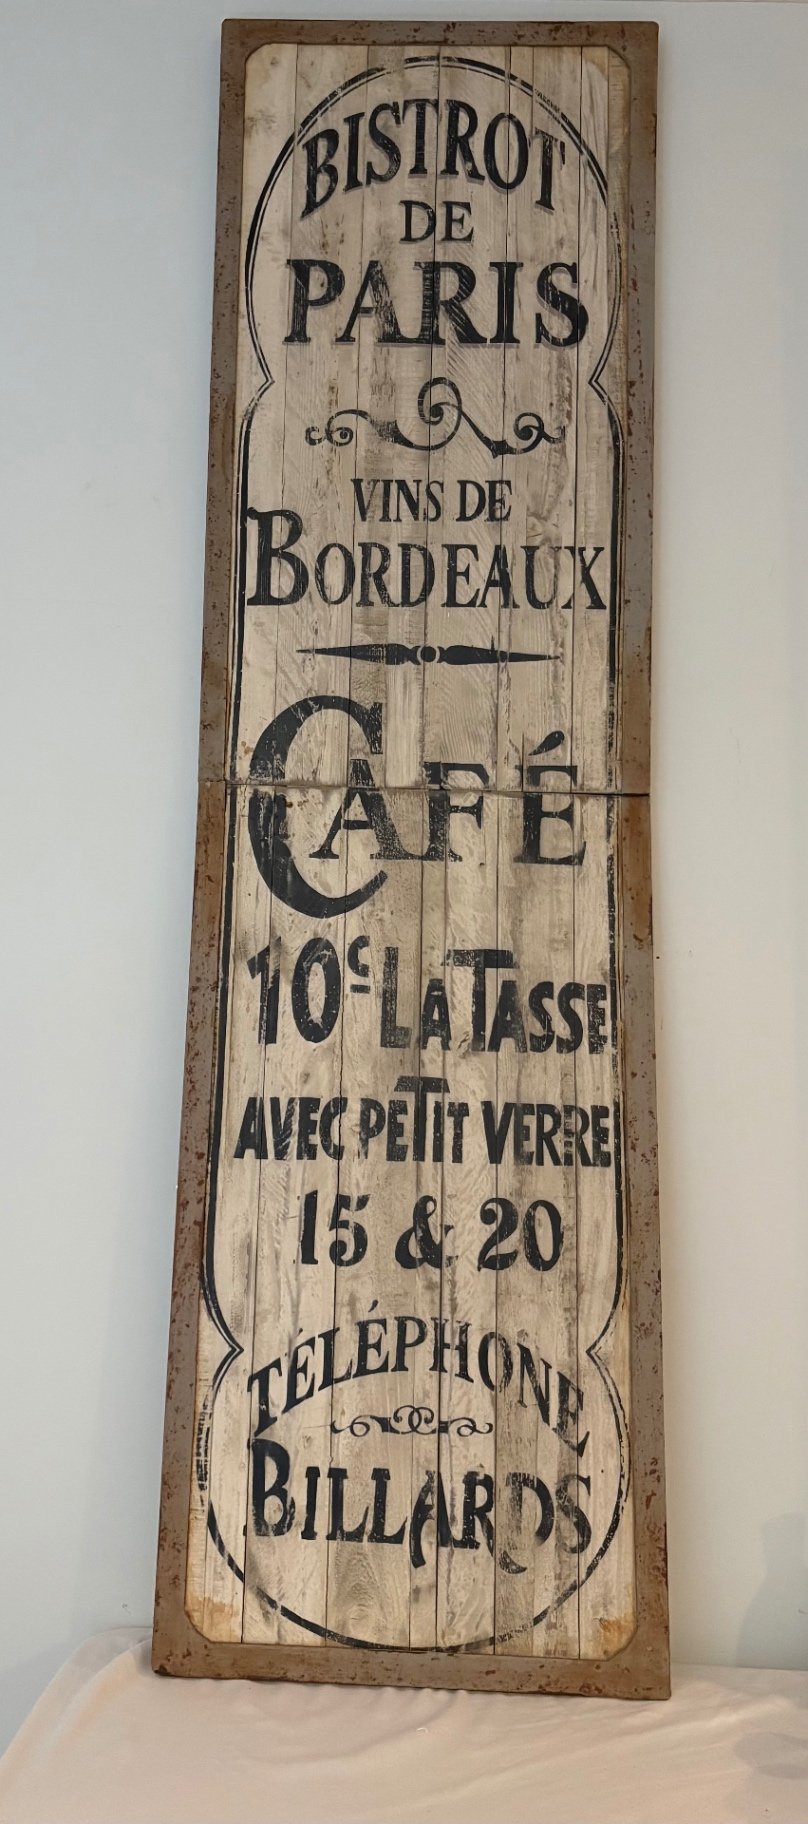 BISTROT
DE
PARIS
VINS DE
BORDEAUX
CAFÉ
10c LA TASSE
AVEC PETIT VERRE
15 & 20
TÉLÉPHONE
BILLARDS